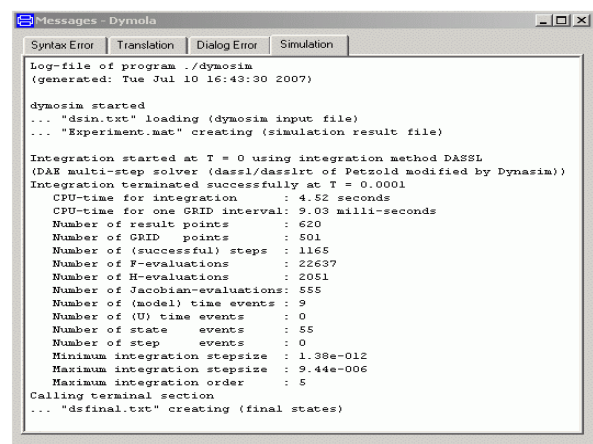 Messages - Dymola
Syntax Error Translation Dialog Error Simulation
Log-file of program ./dymosim
(generated: Tue Jul 10 16:43:30 2007)
dymosim started
... "dsin.txt" loading (dymosim input file)
... "Experiment.mat" creating (simulation result file)
Integration started at T = 0 using integration method DASSL
(DAE multi-step solver (dassl/dasslrt of Petzold modified by Dynasim))
Integration terminated successfully at T = 0.0001
CPU-time for integration : 4.52 seconds
CPU-time for one GRID interval: 9.03 milli-seconds
Number of result points : 620
Number of GRID points : 501
Number of (successful) steps : 1165
Number of F-evaluations : 22637
Number of H-evaluations : 2051
Number of Jacobian-evaluations: 555
Number of (model) time events : 9
Number of (U) time events : 0
Number of state events : 55
Number of step events : 0
Minimum integration stepsize : 1.38e-012
Maximum integration stepsize : 9.44e-006
Maximum integration order : 5
Calling terminal section
... "dsfinal.txt" creating (final states)